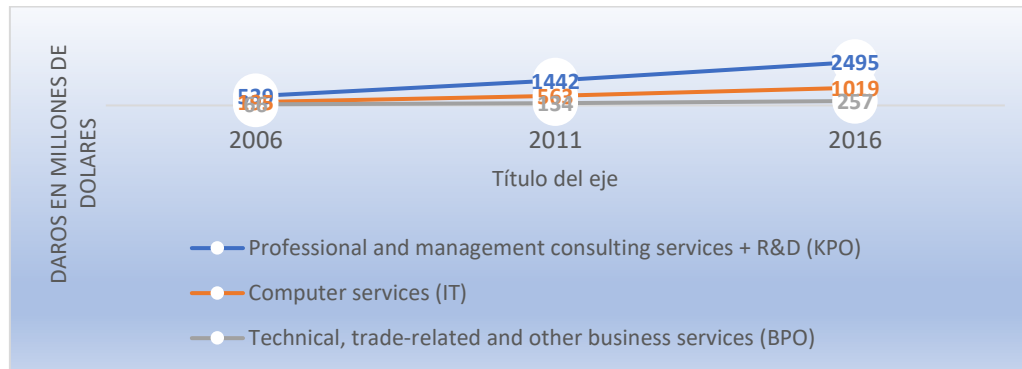 DAROS EN MILLONES DE
DOLARES
2495
1442
1019
563
257
134
2006 2011 2016
Título del eje
Professional and management consulting services + R&D (KPO)
Computer services (IT)
Technical, trade-related and other business services (BPO)